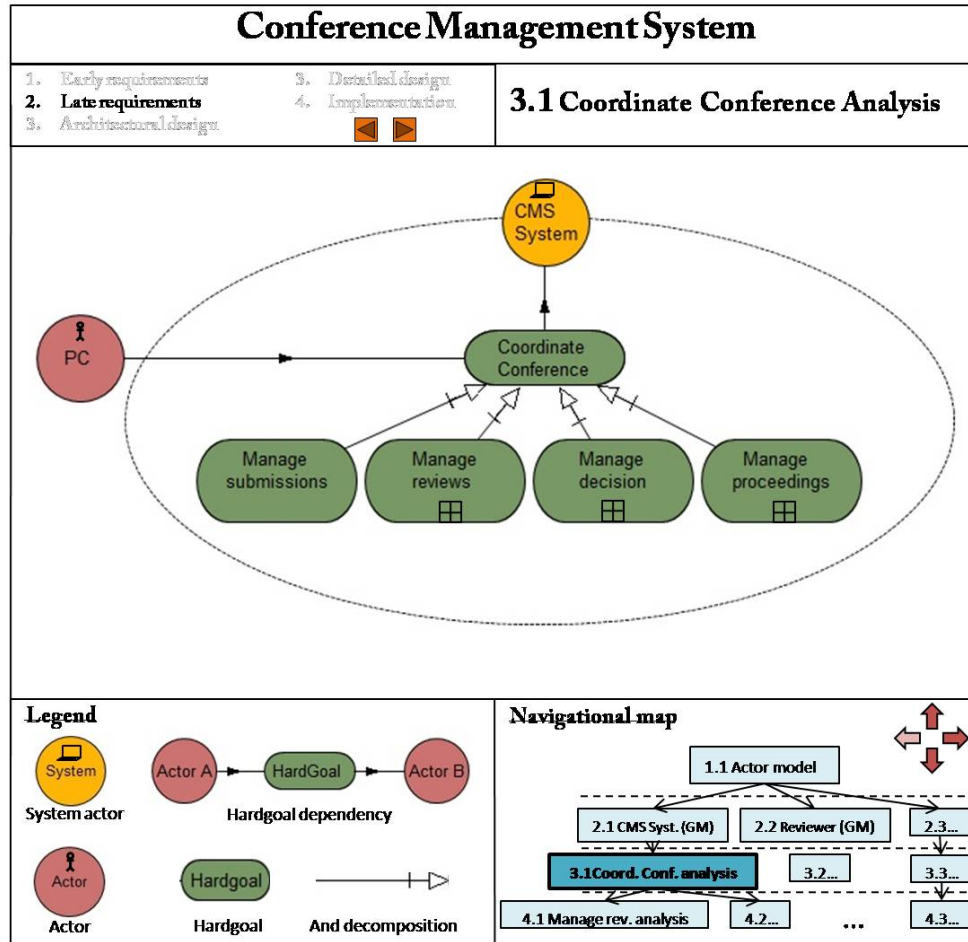 Conference Management System
1. Early requirements
2. Late requirements
3. Architectural design
3. Detailed design
4. Implementation
3.1 Coordinate Conference Analysis
CMS
System
PC
Coordinate
Conference
Manage
submissions
Manage
reviews
Manage
decision
Manage
proceedings
Legend
System
System actor
Actor A
HardGoal
Actor B
Hardgoal dependency
Actor
Actor
Hardgoal
Hardgoal
And decomposition
Navigational map
1.1 Actor model
2.1 CMS Syst. (GM)
2.2 Reviewer (GM)
2.3...
3.1Coord. Conf. analysis
3.2...
3.3...
4.1 Manage rev. analysis
4.2...
...
4.3...